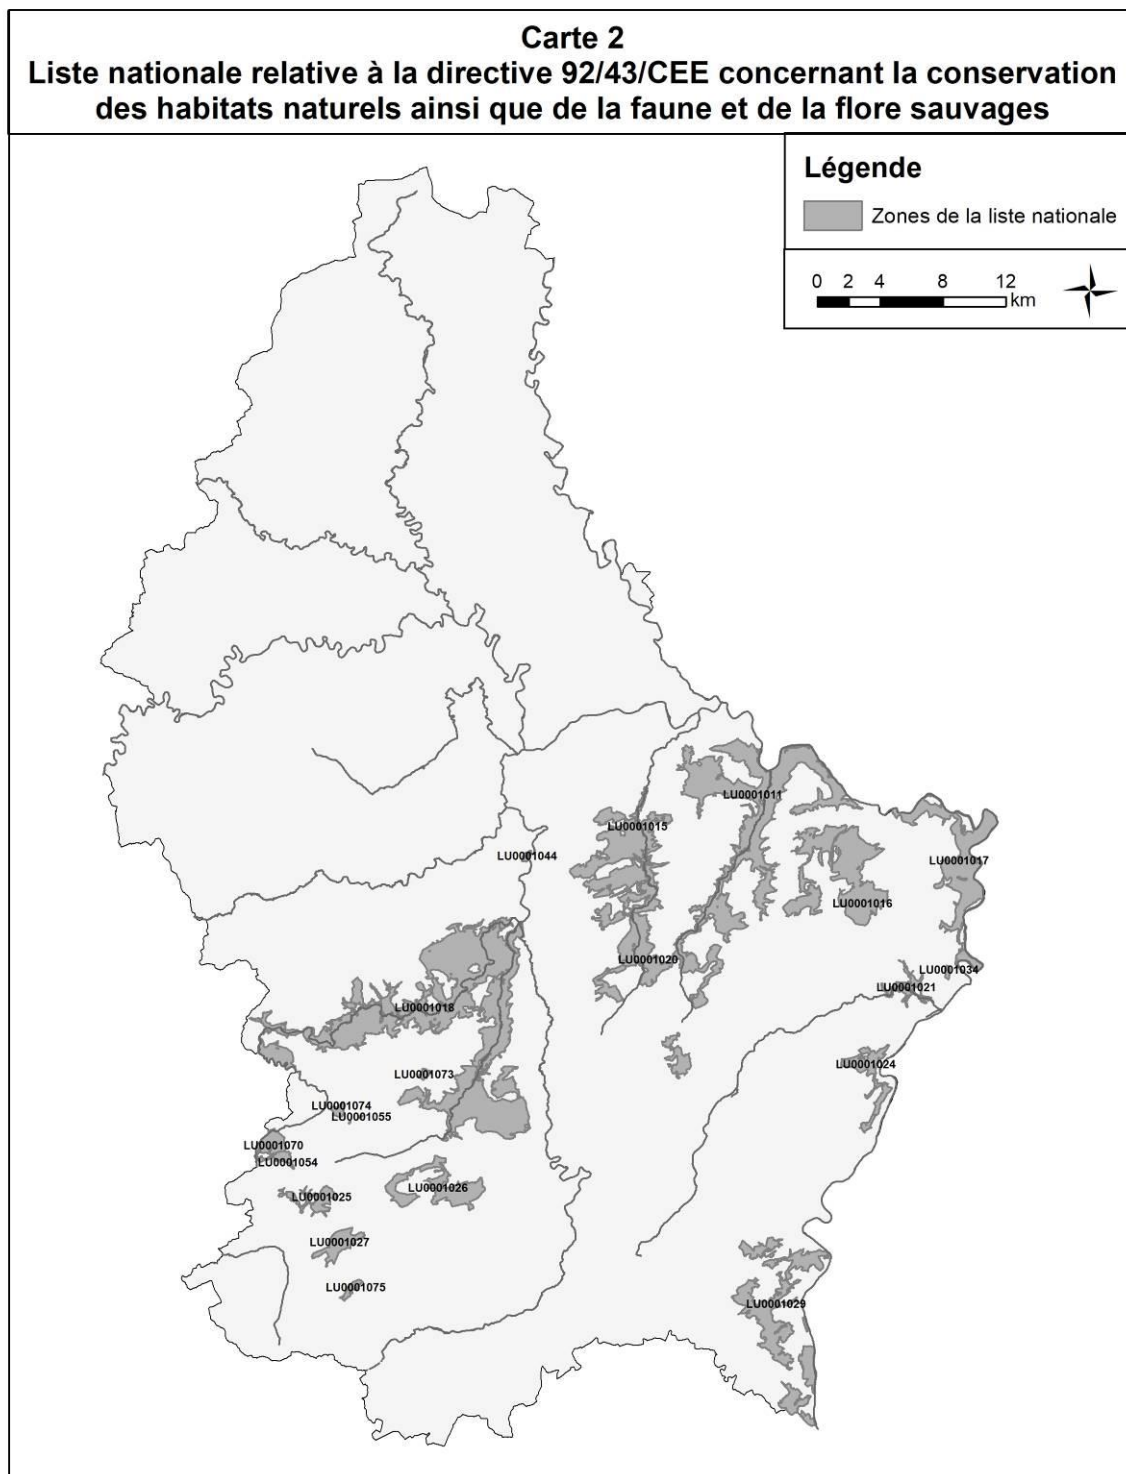 Carte 2
Liste nationale relative à la directive 92/43/CEE concernant la conservation
des habitats naturels ainsi que de la faune et de la flore sauvages
Légende
Zones de la liste nationale
0 2 4 8 12
km
LU0001011
LU0001015
LU0001044
LU0001017
LU0001016
LU0001020
LU0001034
LU0001021
LU0001018
LU0001024
LU0001073
LU0001074
LU0001055
LU0001070
LU0001054
LU0001026
LU0001025
LU0001027
LU0001075
LU0001029